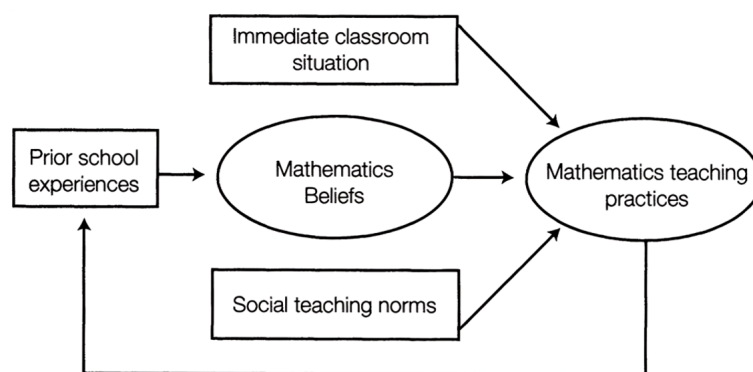 Immediate classroom
situation
Prior school
experiences
Mathematics
Beliefs
Mathematics teaching
practices
Social teaching norms